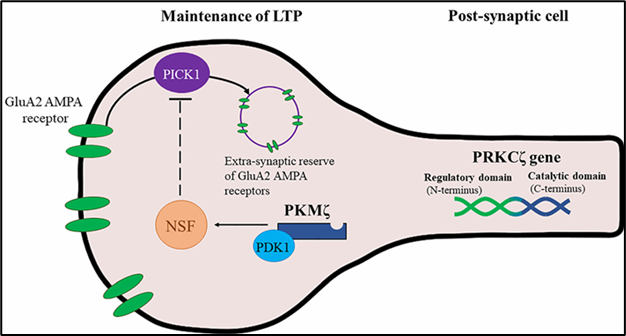 Maintenance of LTP
Post-synaptic cell
PICK1
GluA2 AMPA
receptor
Extra-synaptic reserve
of GluA2 AMPA
receptors
PRKCζ gene
Regulatory domain
(N-terminus)
Catalytic domain
(C-terminus)
NSF
PKMζ
PDK1